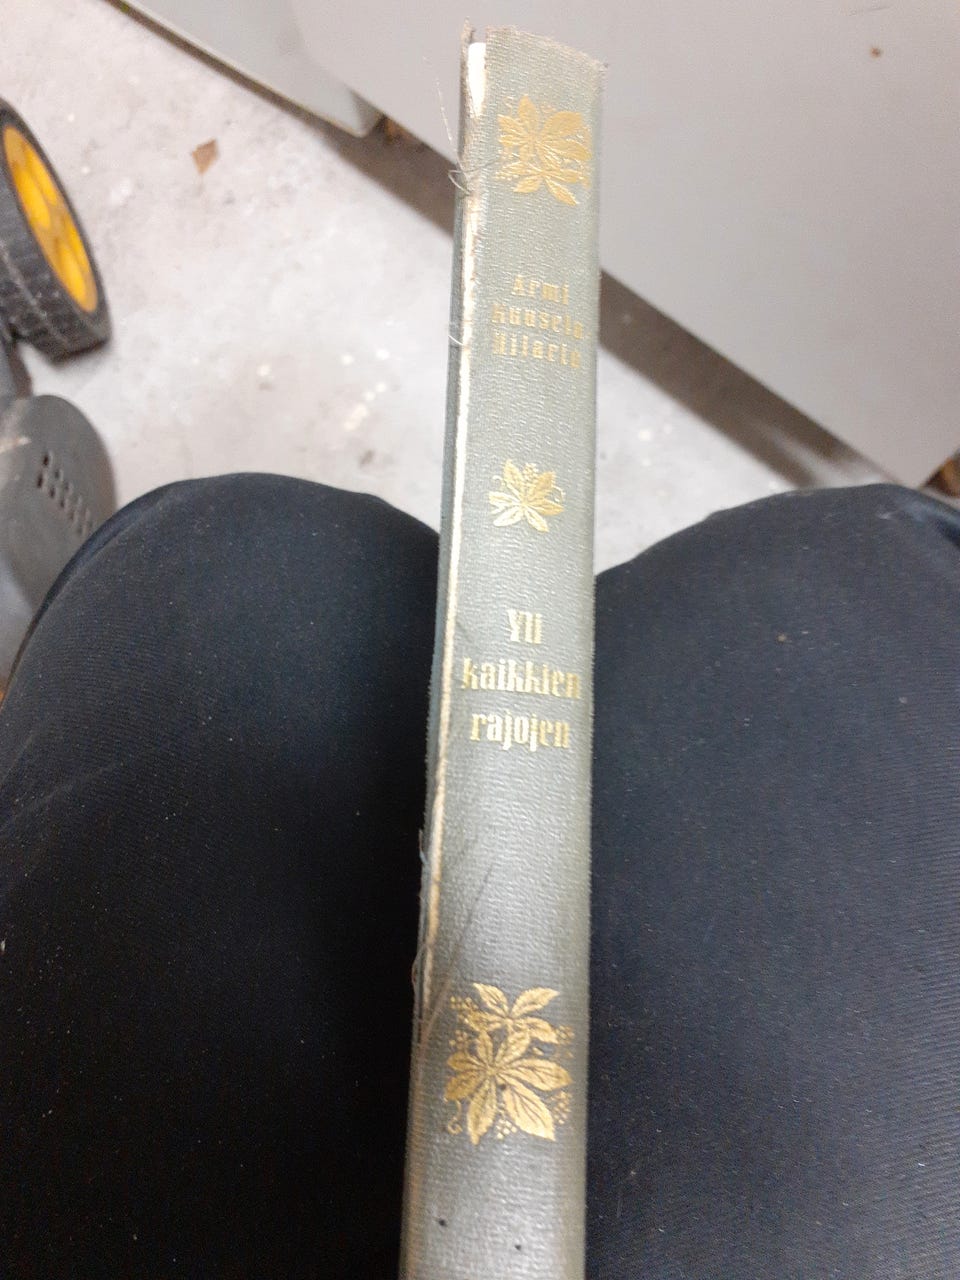 Armi
Kuusela
Hilario
Yli
kaikkien
rajojen